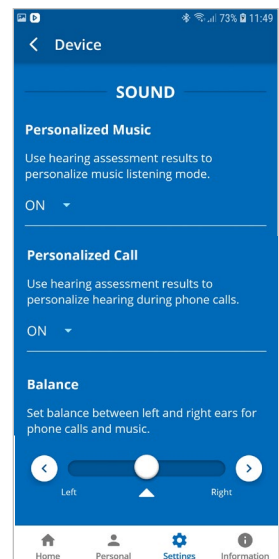 73% 11:49
Device
SOUND
Personalized Music
Use hearing assessment results to
personalize music listening mode.
ON
Personalized Call
Use hearing assessment results to
personalize hearing during phone calls.
ON
Balance
Set balance between left and right ears for
phone calls and music.
Left Right
Home Personal Settings Information